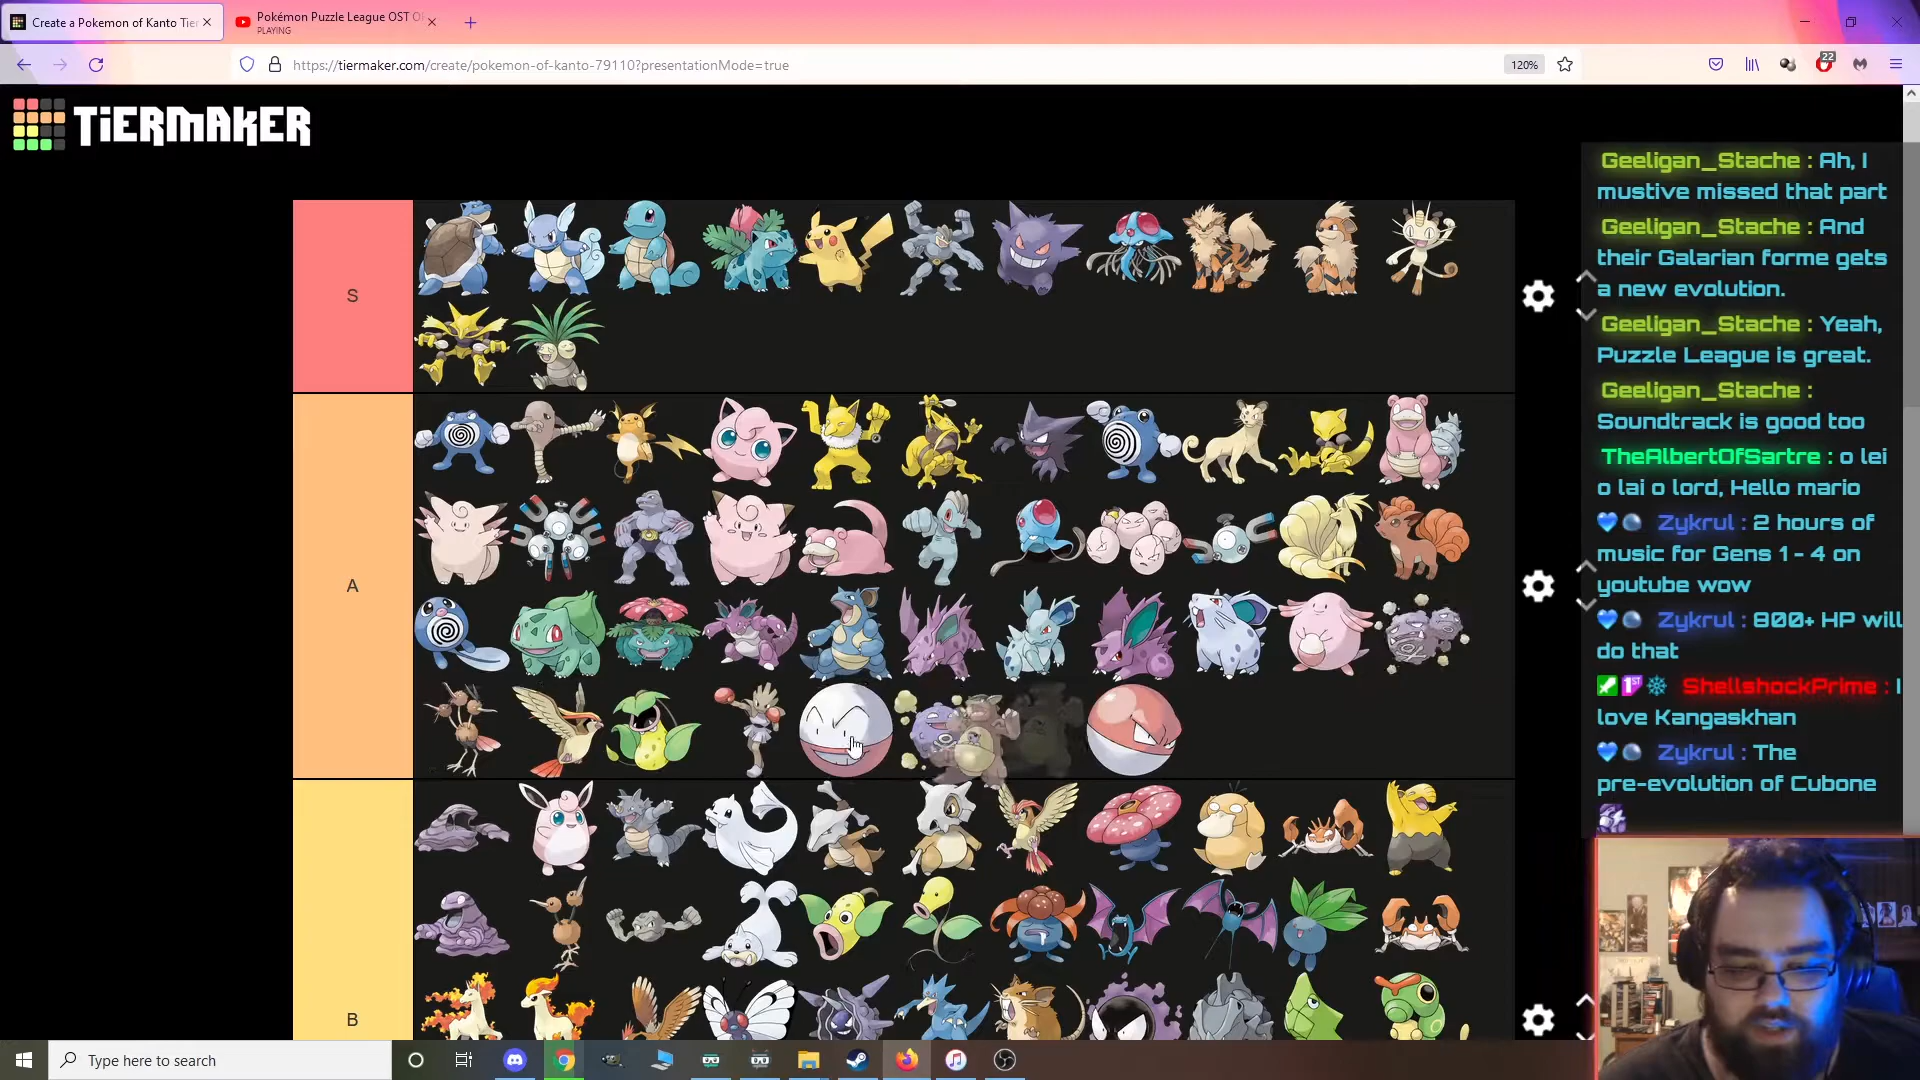 Create a Pokemon of Kanto Tier
Pokémon Puzzle League OST O
PLAYING
https://tiermaker.com/create/pokemon-of-kanto-79110?presentationMode=true
120%
22
TiERMAKER
S
A
B
Geeligan_Stache : Ah, I
mustive missed that part
Geeligan_Stache : And
their Galarian forme gets
a new evolution.
Geeligan_Stache : Yeah,
Puzzle League is great.
Geeligan_Stache :
Soundtrack is good too
TheAlbertOfSartre : o lei
o lai o lord, Hello mario
Zykrul : 2 hours of
music for Gens 1 - 4 on
youtube wow
Zykrul : 800+ HP will
do that
1ST ShellshockPrime : I
love Kangaskhan
Zykrul : The
pre-evolution of Cubone
Type here to search